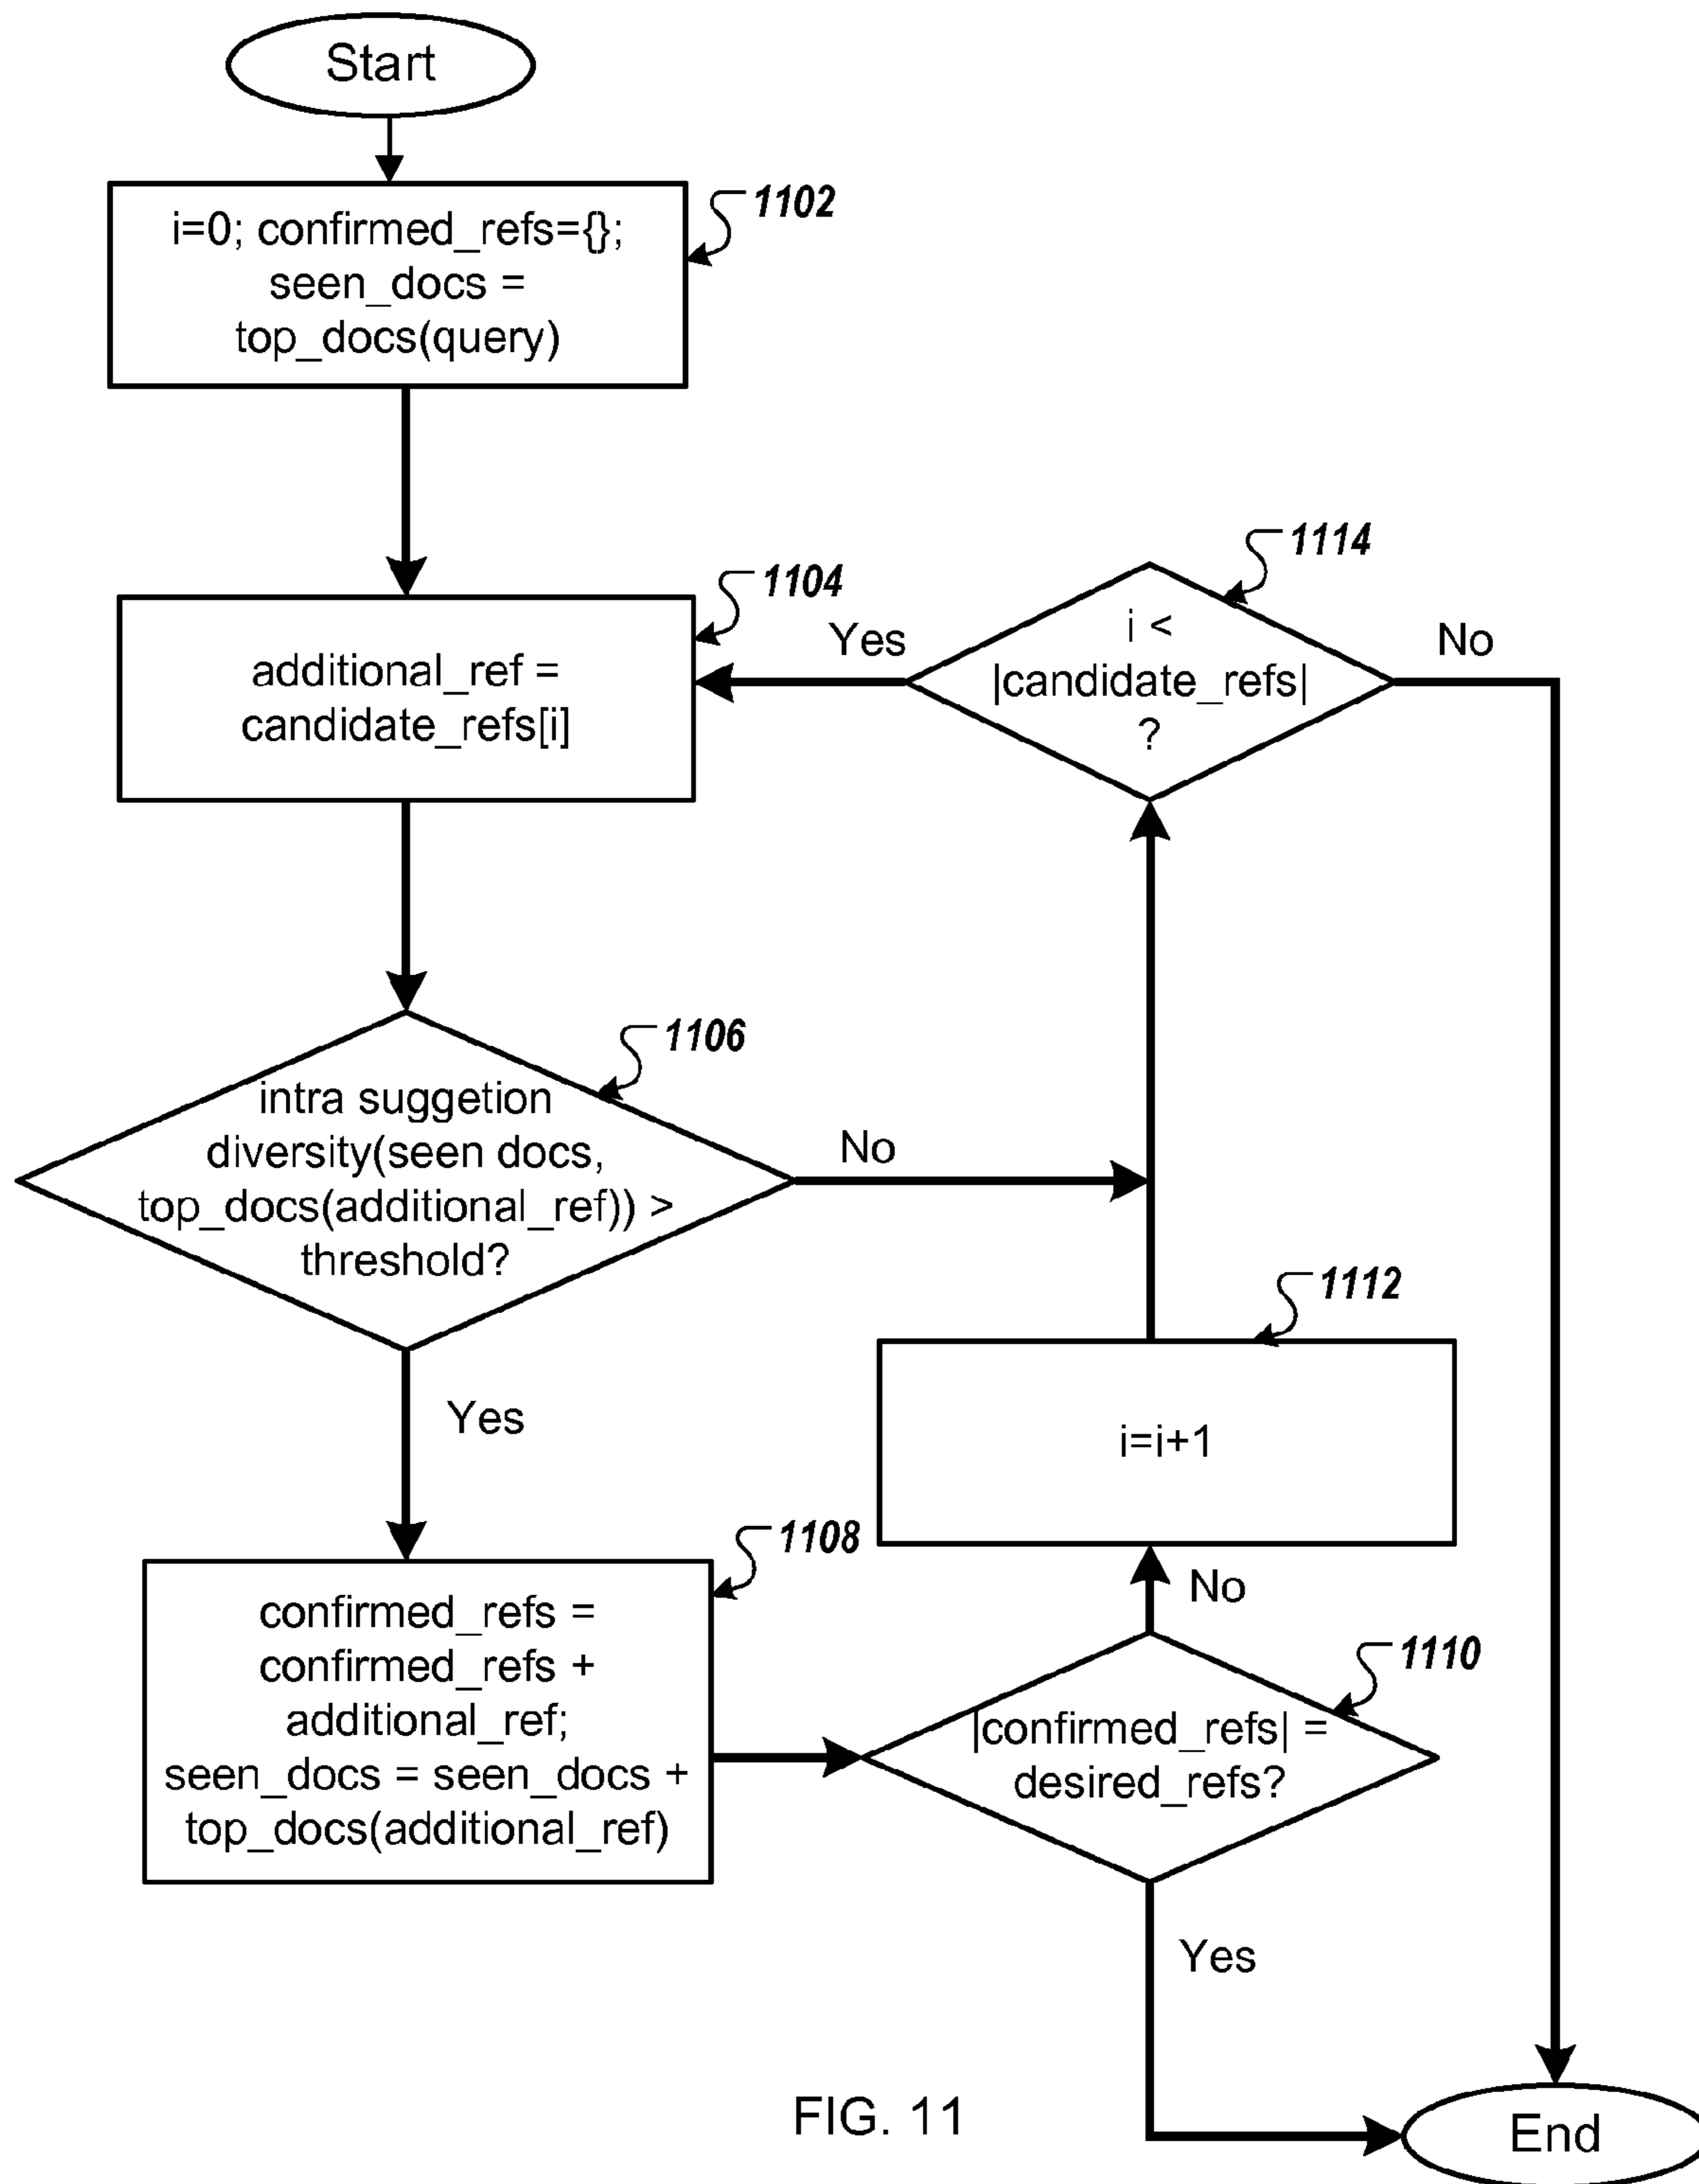 Start
1102
i=0; confirmed_refs={};
seen_docs =
top_docs(query)
1104
additional_ref =
candidate_refs[i]
1114
i <
|candidate_refs|
?
Yes
No
1106
intra suggetion
diversity(seen docs,
top_docs(additional_ref)) >
threshold?
No
Yes
1112
i=i+1
1108
confirmed_refs =
confirmed_refs +
additional_ref;
seen_docs = seen_docs +
top_docs(additional_ref)
No
1110
|confirmed_refs| =
desired_refs?
Yes
End
FIG. 11